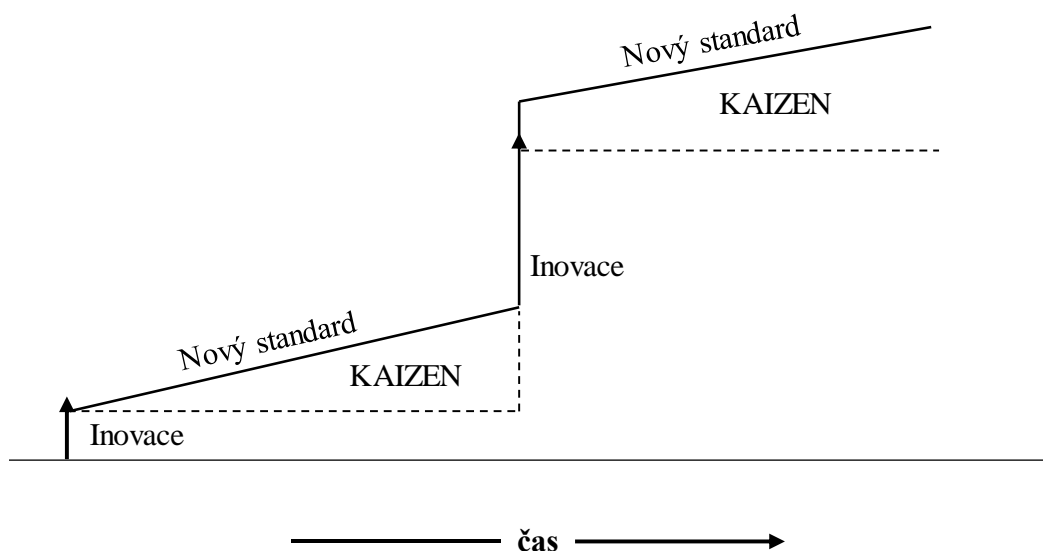 Nový standard
KAIZEN
Inovace
Nový standard
KAIZEN
Inovace
čas